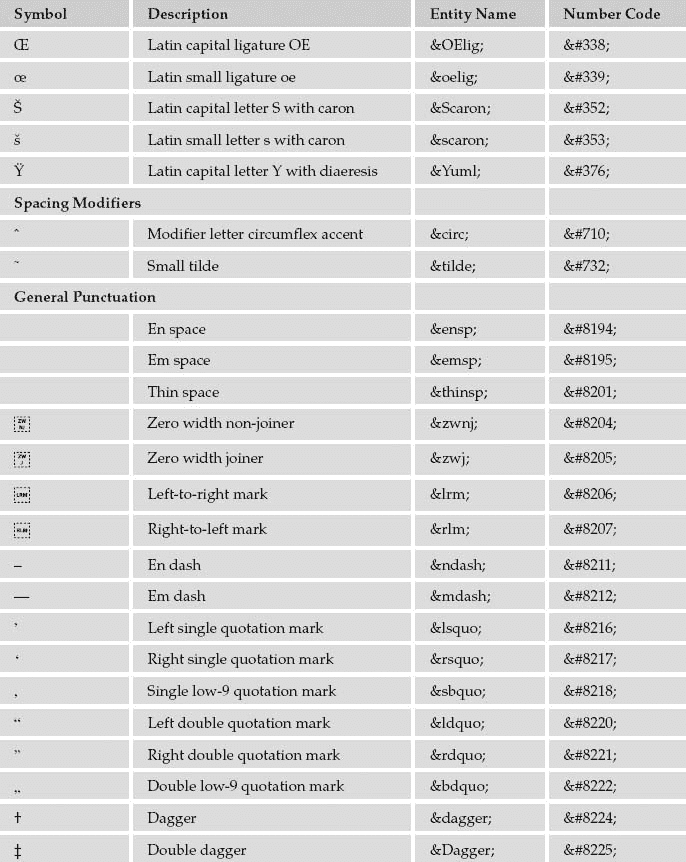 Symbol Description Entity Name Number Code
Œ Latin capital ligature OE &OElig; &#338;
œ Latin small ligature oe &oelig; &#339;
Š Latin capital letter S with caron &Scaron; &#352;
š Latin small letter s with caron &scaron; &#353;
Ÿ Latin capital letter Y with diaeresis &Yuml; &#376;
Spacing Modifiers
ˆ Modifier letter circumflex accent &circ; &#710;
˜ Small tilde &tilde; &#732;
General Punctuation
En space &ensp; &#8194;
Em space &emsp; &#8195;
Thin space &thinsp; &#8201;
ZW NJ Zero width non-joiner &zwnj; &#8204;
ZW J Zero width joiner &zwj; &#8205;
LRM Left-to-right mark &lrm; &#8206;
RLM Right-to-left mark &rlm; &#8207;
– En dash &ndash; &#8211;
— Em dash &mdash; &#8212;
’ Left single quotation mark &lsquo; &#8216;
‘ Right single quotation mark &rsquo; &#8217;
‚ Single low-9 quotation mark &sbquo; &#8218;
“ Left double quotation mark &ldquo; &#8220;
” Right double quotation mark &rdquo; &#8221;
„ Double low-9 quotation mark &bdquo; &#8222;
† Dagger &dagger; &#8224;
‡ Double dagger &Dagger; &#8225;